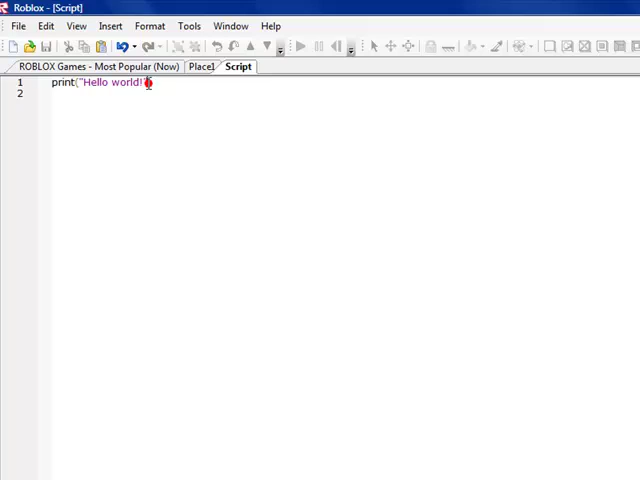 Roblox - [Script]
File Edit View Insert Format Tools Window Help
ROBLOX Games - Most Popular (Now) Place1 Script
1 print("Hello world!"
2